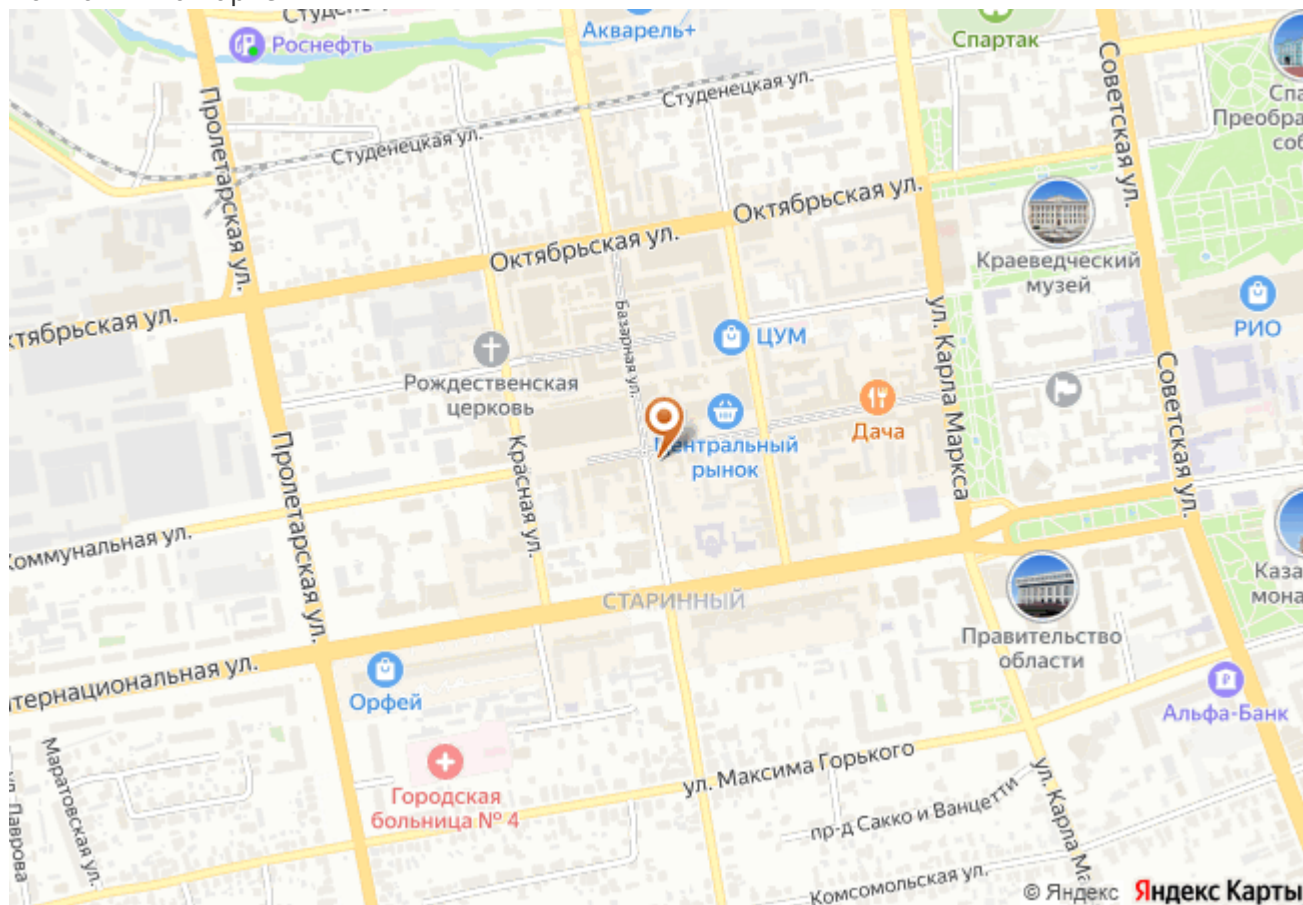 Роснефть
Акварель+
Спартак
Студенецкая ул.
Студенецкая ул.
Советская ул.
Пролетарская ул.
Октябрьская ул.
Октябрьская ул.
Краеведческий
музей
РИО
ул. Карла Маркса
Базарная ул.
ЦУМ
Рождественская
церковь
Дача
Советская ул.
рынок
Красная ул.
Пролетарская ул.
СТАРИННЫЙ
Правительство
области
Орфей
Альфа-Банк
Маратовская ул.
ул. Максима Горького
Городская
больница № 4
пр-д Сакко и Ванцетти
Комсомольская ул.
© Яндекс Яндекс Карты